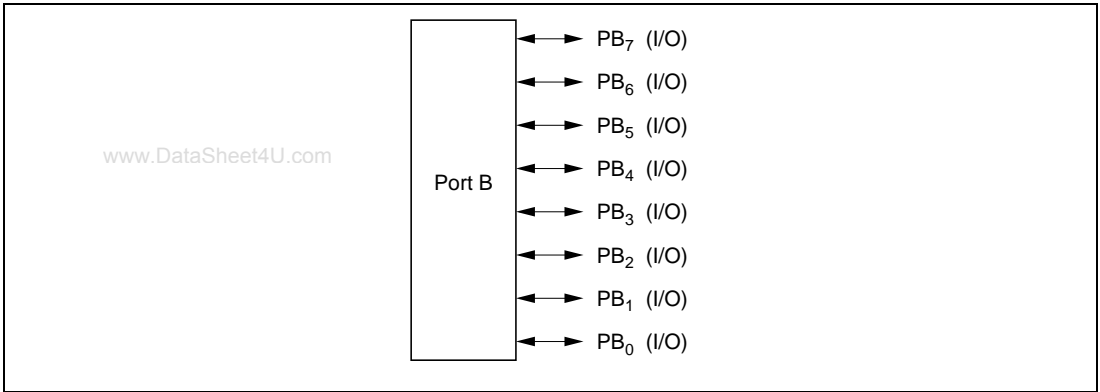 PB₇ (I/O)
PB₆ (I/O)
PB₅ (I/O)
www.DataSheet4U.com
PB₄ (I/O)
Port B
PB₃ (I/O)
PB₂ (I/O)
PB₁ (I/O)
PB₀ (I/O)